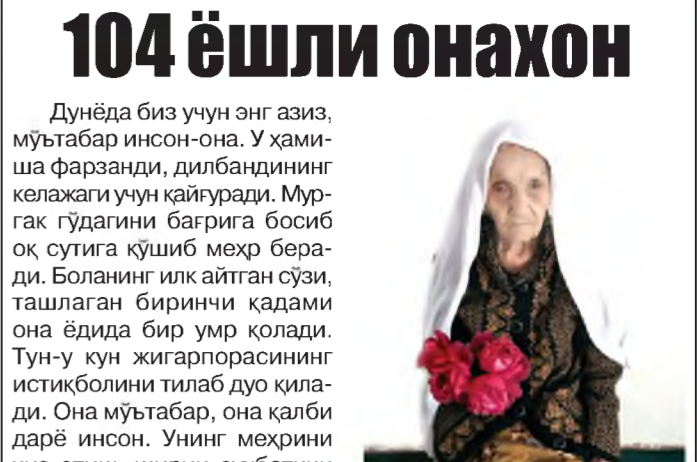 104 ёшли онахон
Дунёда биз учун энг азиз,
мўътабар инсон-она. У ҳами-
ша фарзанди, дилбандининг
келажаги учун қайғуради. Мур-
гак гўдагини бағрига босиб
оқ сутига қўшиб меҳр бера-
ди. Боланинг илк айтган сўзи,
ташлаган биринчи қадами
она ёдида бир умр қолади.
Тун-у кун жигарпорасининг
истиқболини тилаб дуо қила-
ди. Она мўътабар, она қалби
дарё инсон. Унинг меҳрини